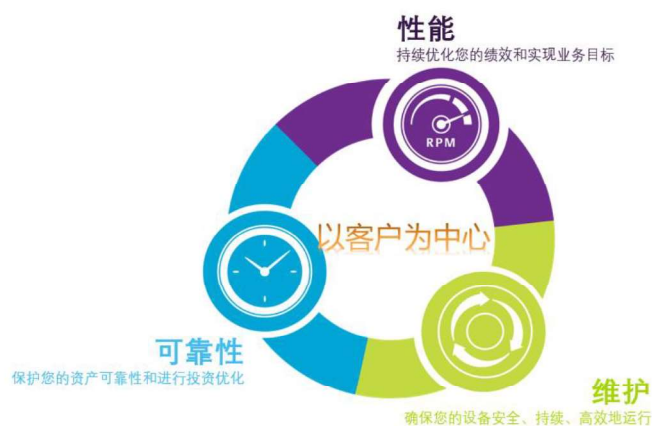 性能
持续优化您的绩效和实现业务目标
RPM
以客户为中心
可靠性
保护您的资产可靠性和进行投资优化
维护
确保您的设备安全、持续、高效地运行